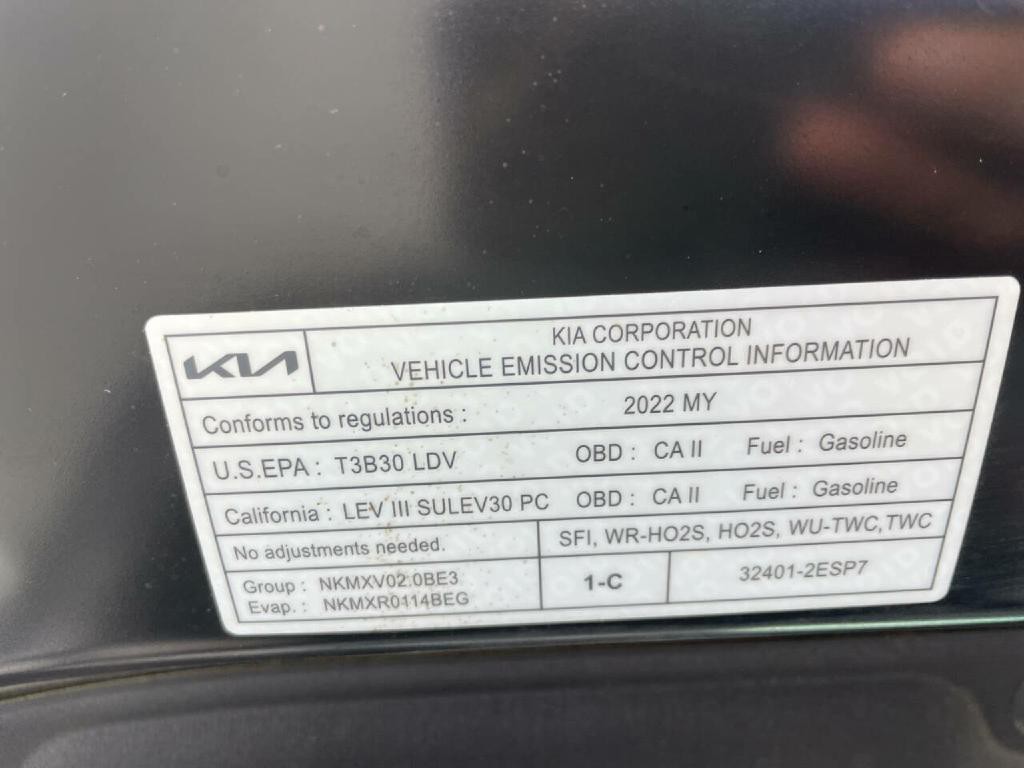 KIA
KIA CORPORATION
VEHICLE EMISSION CONTROL INFORMATION
Conforms to regulations : 2022 MY
U.S.EPA : T3B30 LDV OBD : CA II Fuel : Gasoline
California : LEV III SULEV30 PC OBD : CA II Fuel : Gasoline
No adjustments needed. SFI, WR-HO2S, HO2S, WU-TWC,TWC
Group : NKMXV02.0BE3
Evap. : NKMXR0114BEG
1-C
32401-2ESP7